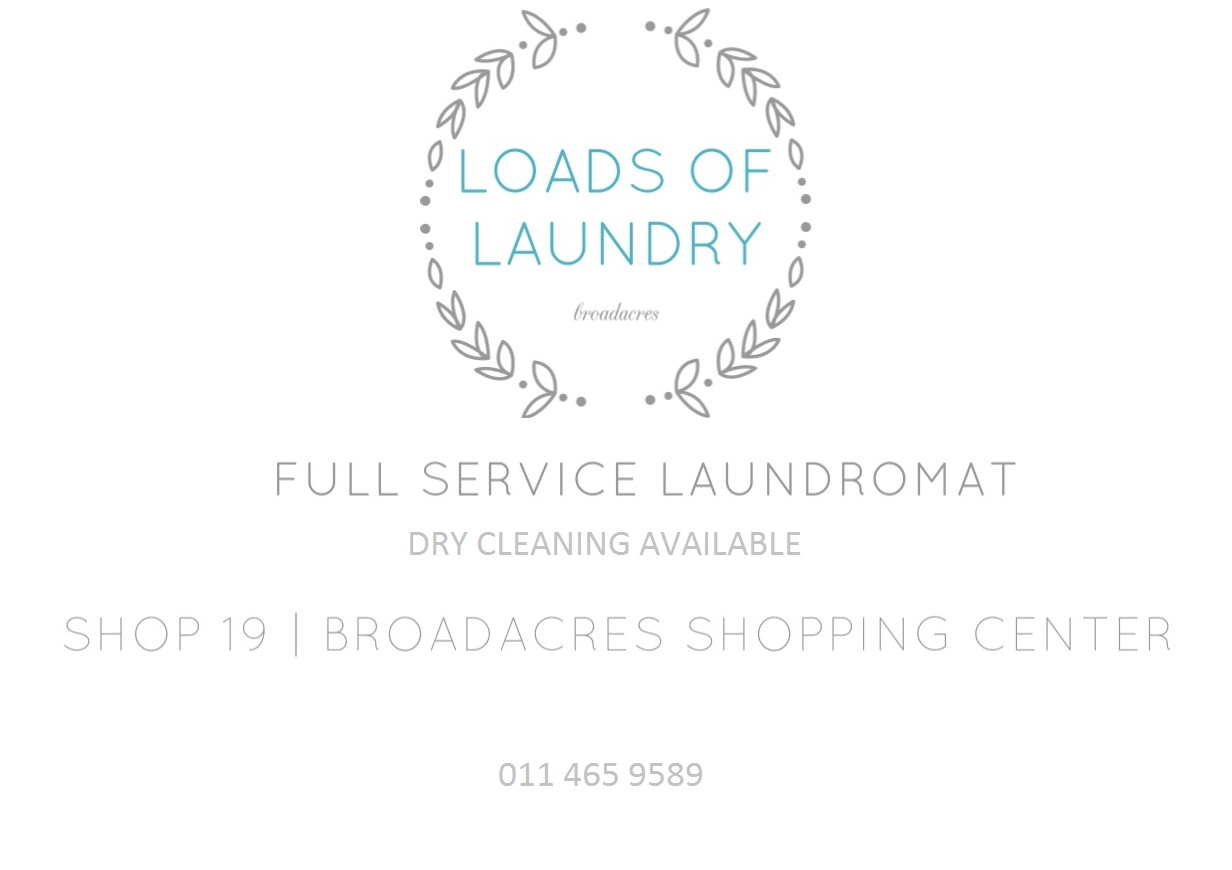 LOADS OF
LAUNDRY
broadacres
FULL SERVICE LAUNDROMAT
DRY CLEANING AVAILABLE
SHOP 19 | BROADACRES SHOPPING CENTER
011 465 9589